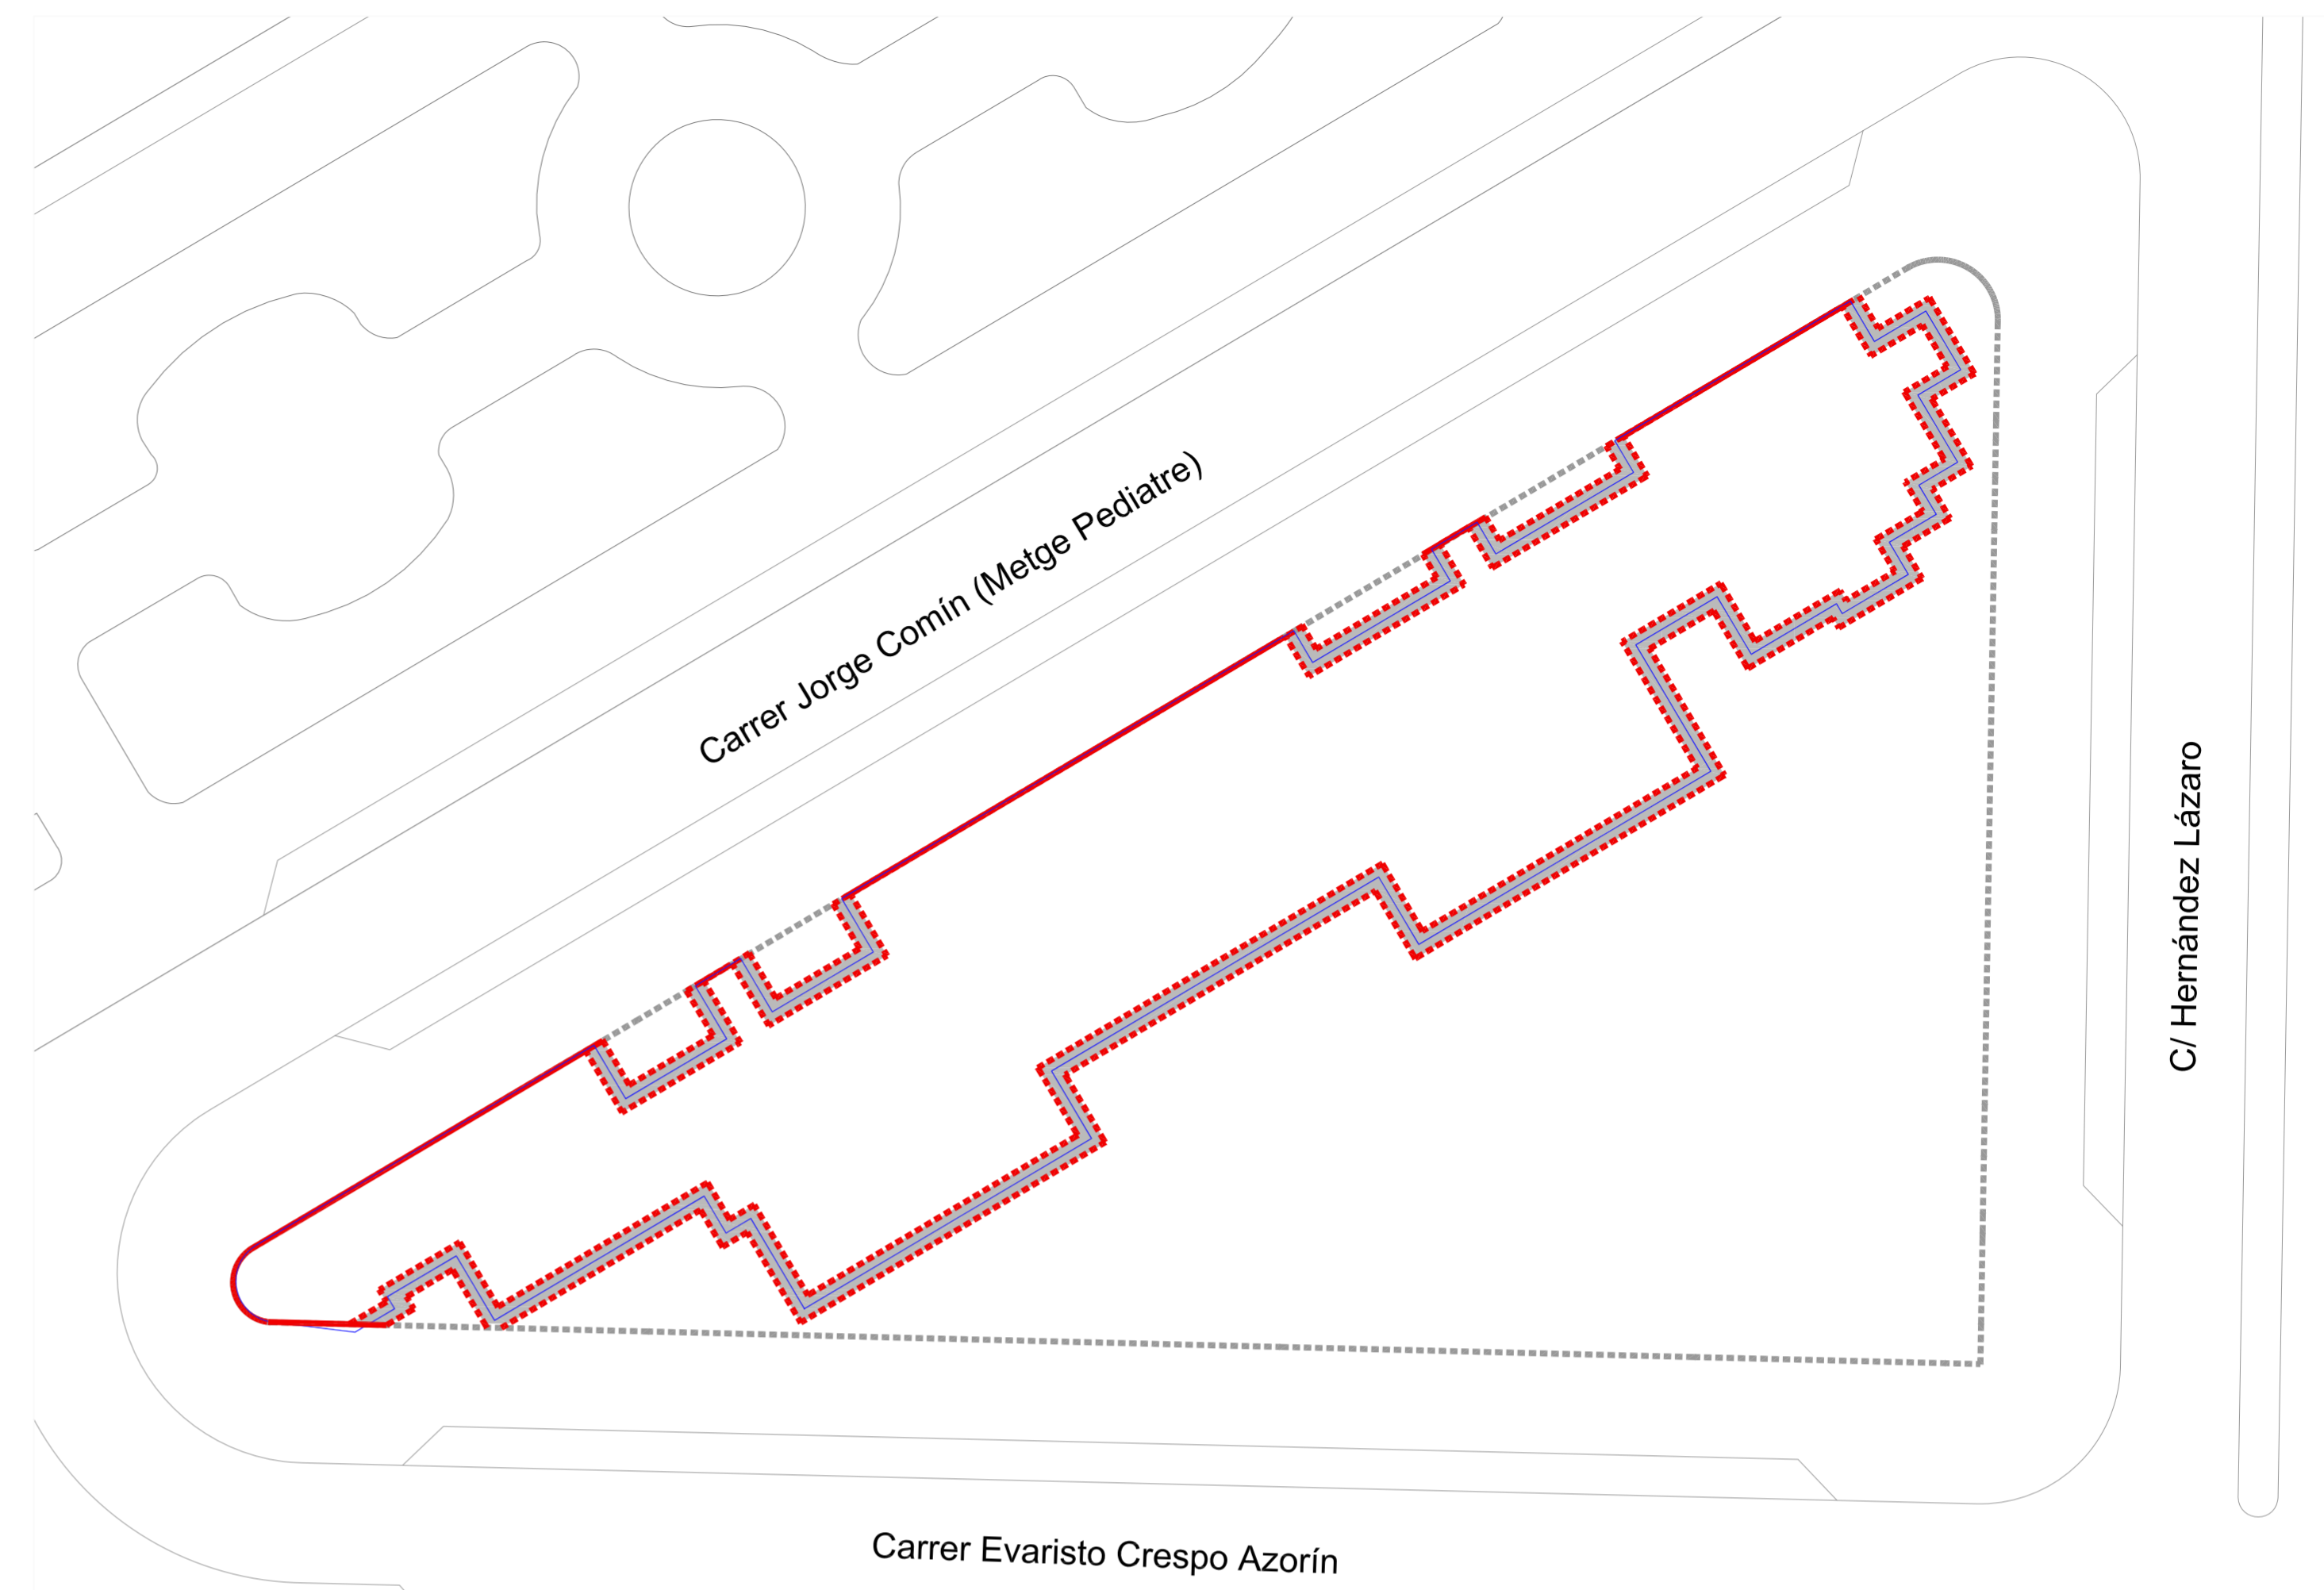 Carrer Jorge Comín (Metge Pediatre)
C/ Hernández Lázaro
Carrer Evaristo Crespo Azorín